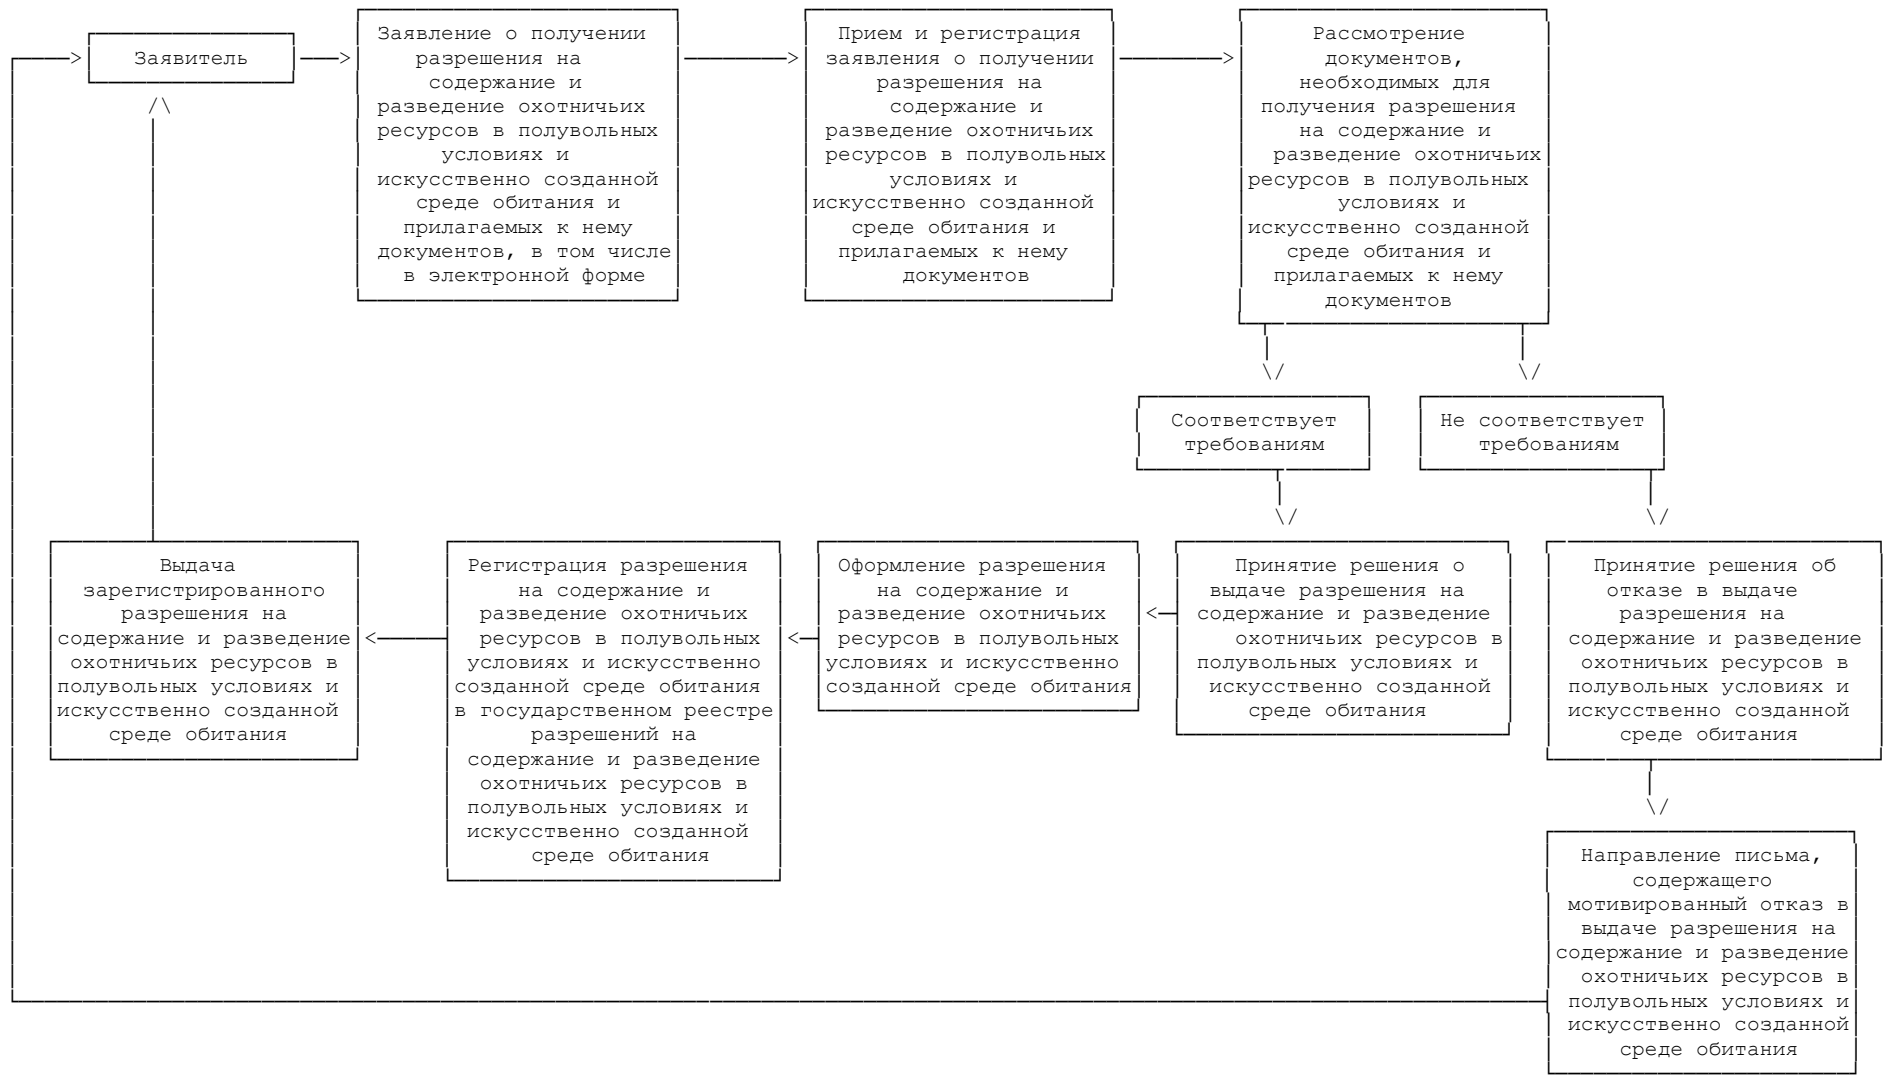 Заявитель
Заявление о получении
разрешения на
содержание и
разведение охотничьих
ресурсов в полувольных
условиях и
искусственно созданной
среде обитания и
прилагаемых к нему
документов, в том числе
в электронной форме
Прием и регистрация
заявления о получении
разрешения на
содержание и
разведение охотничьих
ресурсов в полувольных
условиях и
искусственно созданной
среде обитания и
прилагаемых к нему
документов
Рассмотрение
документов,
необходимых для
получения разрешения
на содержание и
разведение охотничьих
ресурсов в полувольных
условиях и
искусственно созданной
среде обитания и
прилагаемых к нему
документов
Соответствует
требованиям
Не соответствует
требованиям
Выдача
зарегистрированного
разрешения на
содержание и разведение
охотничьих ресурсов в
полувольных условиях и
искусственно созданной
среде обитания
Регистрация разрешения
на содержание и
разведение охотничьих
ресурсов в полувольных
условиях и искусственно
созданной среде обитания
в государственном реестре
разрешений на
содержание и разведение
охотничьих ресурсов в
полувольных условиях и
искусственно созданной
среде обитания
Оформление разрешения
на содержание и
разведение охотничьих
ресурсов в полувольных
условиях и искусственно
созданной среде обитания
Принятие решения о
выдаче разрешения на
содержание и разведение
охотничьих ресурсов в
полувольных условиях и
искусственно созданной
среде обитания
Принятие решения об
отказе в выдаче
разрешения на
содержание и разведение
охотничьих ресурсов в
полувольных условиях и
искусственно созданной
среде обитания
Направление письма,
содержащего
мотивированный отказ в
выдаче разрешения на
содержание и разведение
охотничьих ресурсов в
полувольных условиях и
искусственно созданной
среде обитания